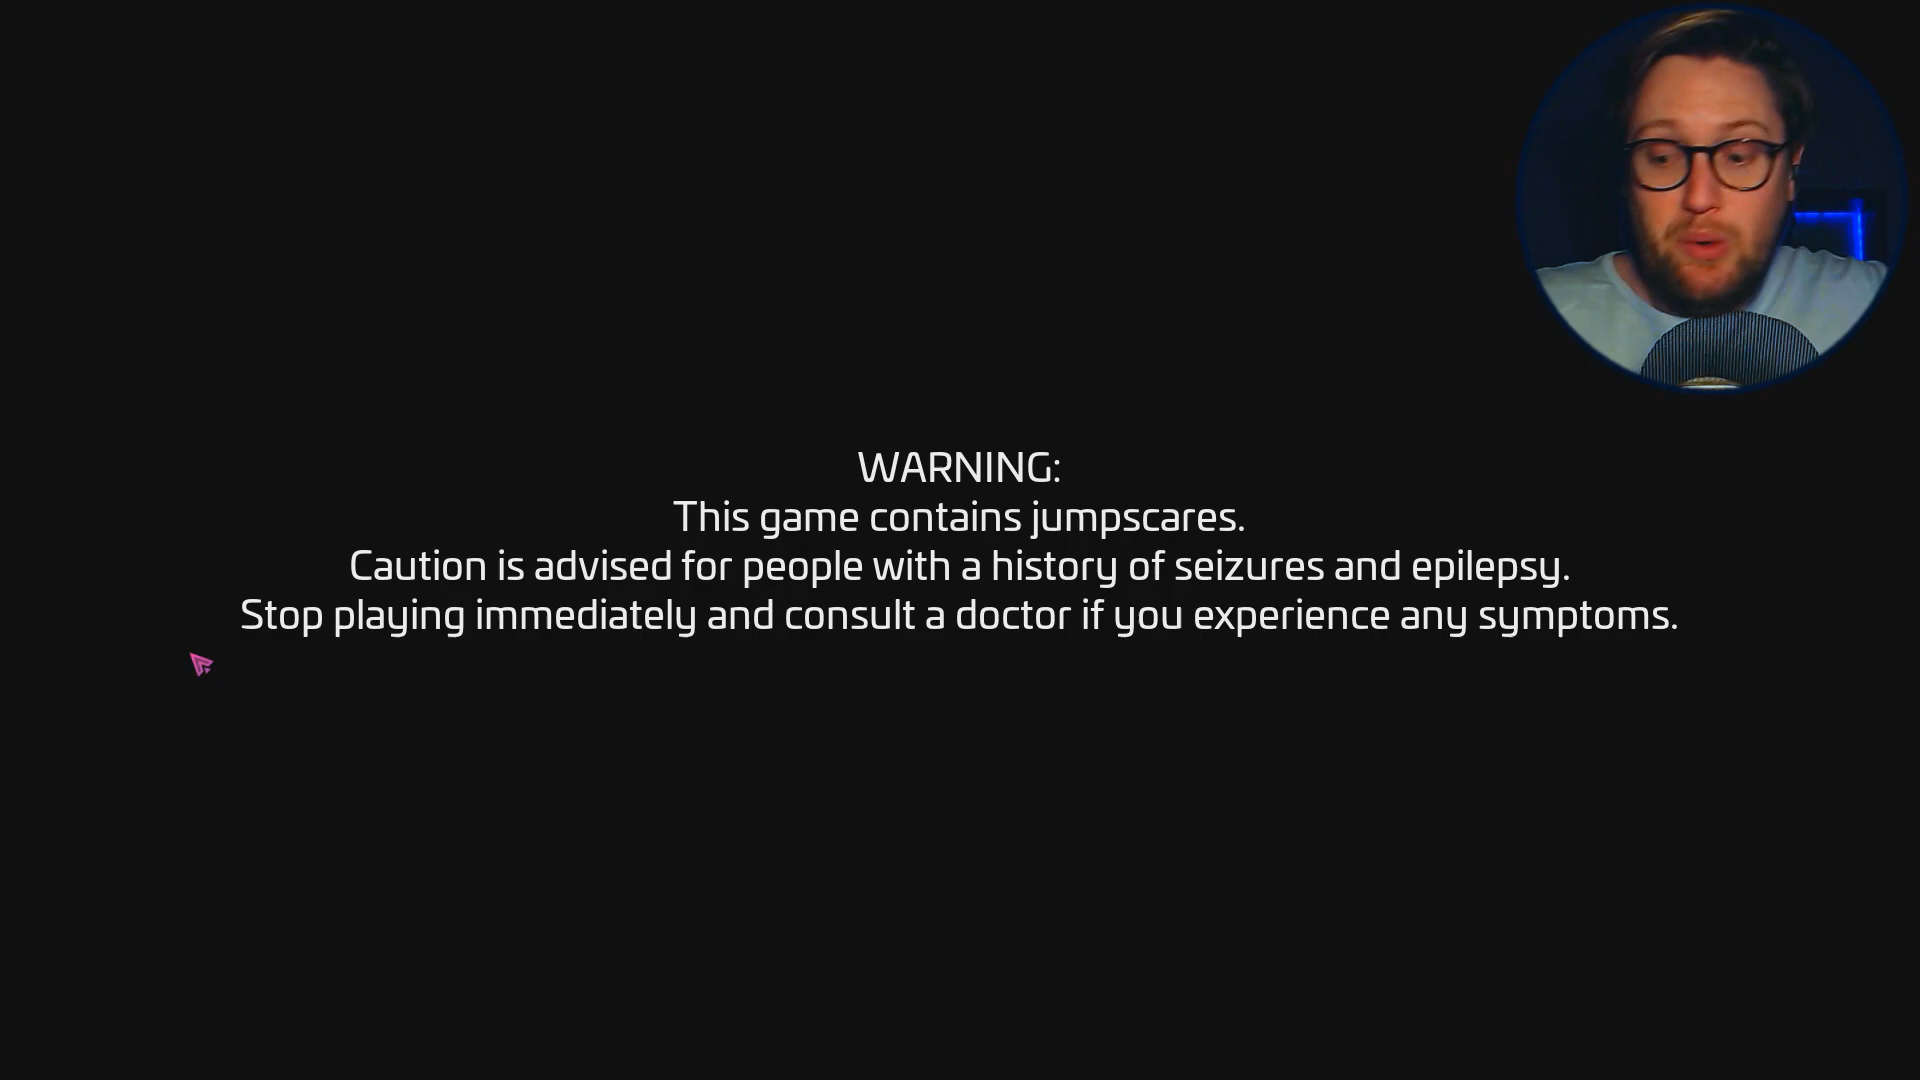 WARNING:
This game contains jumpscares.
Caution is advised for people with a history of seizures and epilepsy.
Stop playing immediately and consult a doctor if you experience any symptoms.